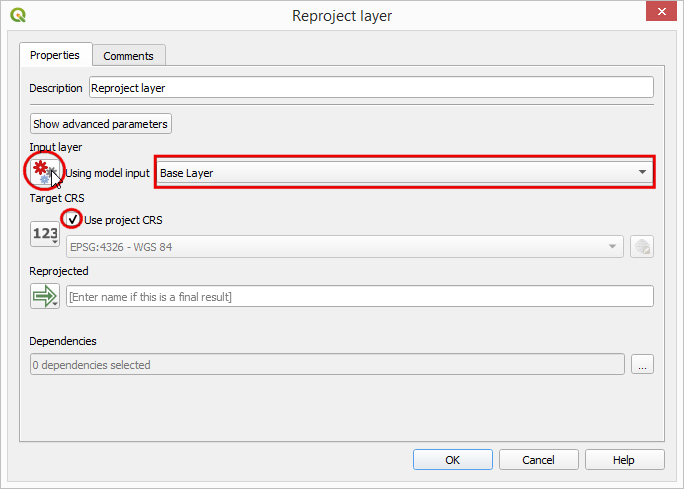 Reproject layer
Properties
Comments
Description Reproject layer
Show advanced parameters
Input layer
Using model input Base Layer
Target CRS
Use project CRS
123
EPSG:4326 - WGS 84
Reprojected
[Enter name if this is a final result]
Dependencies
0 dependencies selected ...
OK Cancel Help